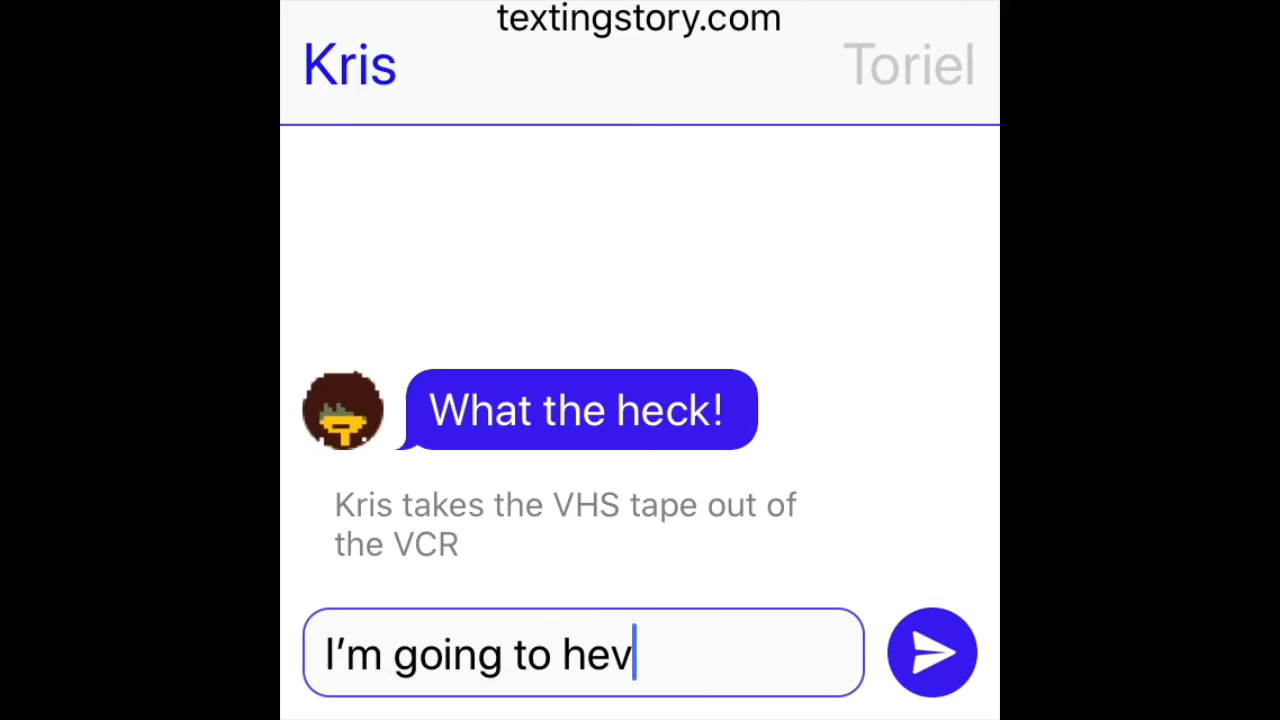 textingstory.com
Kris Toriel
What the heck!
Kris takes the VHS tape out of
the VCR
I’m going to hev